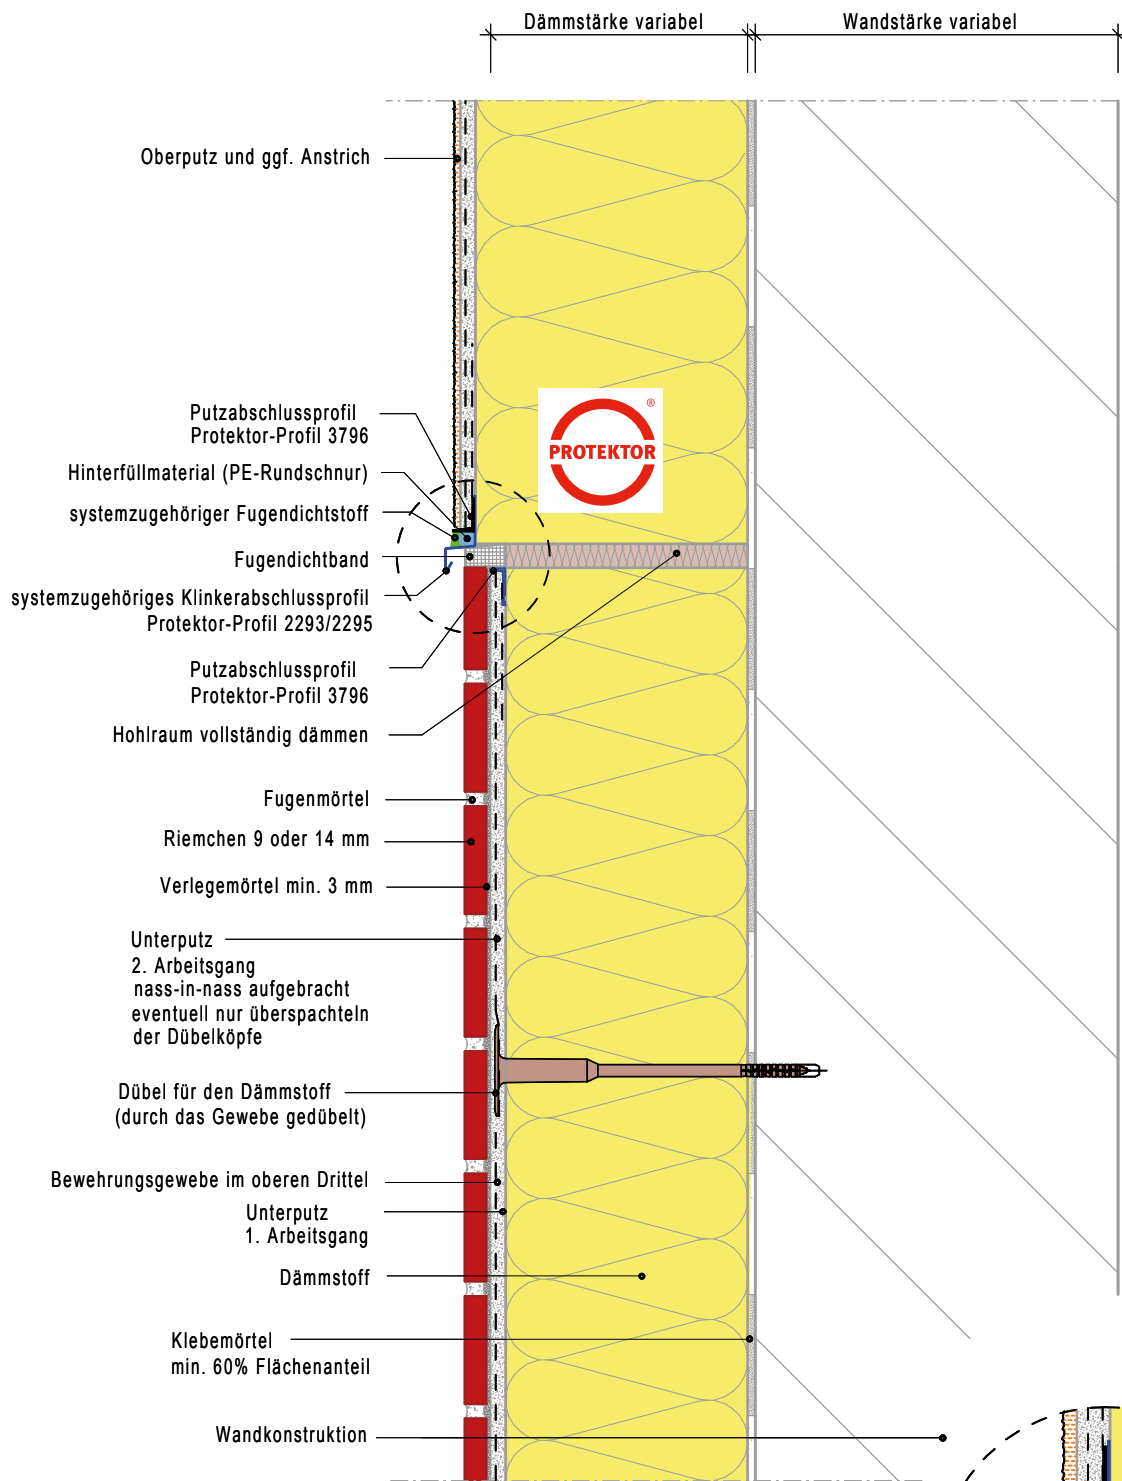 Dämmstärke variabel
Wandstärke variabel
Oberputz und ggf. Anstrich
Putzabschlussprofil
Protektor-Profil 3796
Hinterfüllmaterial (PE-Rundschnur)
systemzugehöriger Fugendichtstoff
Fugendichtband
systemzugehöriges Klinkerabschlussprofil
Protektor-Profil 2293/2295
Putzabschlussprofil
Protektor-Profil 3796
Hohlraum vollständig dämmen
PROTEKTOR®
Fugenmörtel
Riemchen 9 oder 14 mm
Verlegemörtel min. 3 mm
Unterputz
2. Arbeitsgang
nass-in-nass aufgebracht
eventuell nur überspachteln
der Dübelköpfe
Dübel für den Dämmstoff
(durch das Gewebe gedübelt)
Bewehrungsgewebe im oberen Drittel
Unterputz
1. Arbeitsgang
Dämmstoff
Klebemörtel
min. 60% Flächenanteil
Wandkonstruktion